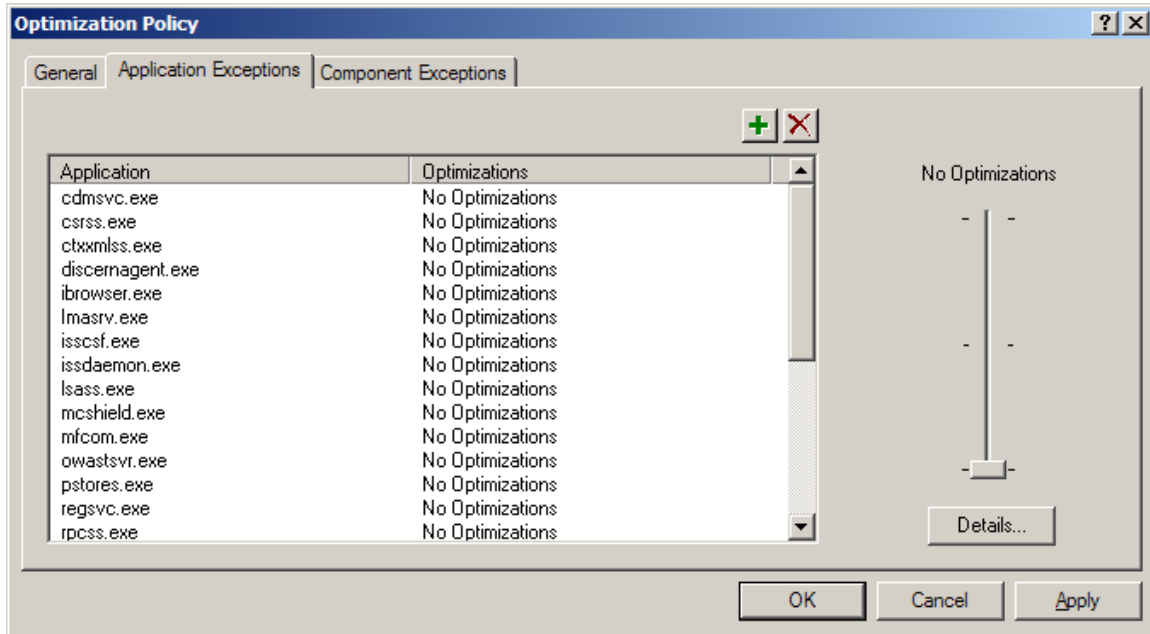 Optimization Policy
General Application Exceptions Component Exceptions
Application Optimizations
No Optimizations
cdmsvc.exe No Optimizations
csrss.exe No Optimizations
ctxxmlss.exe No Optimizations
discernagent.exe No Optimizations
ibrowser.exe No Optimizations
lmasrv.exe No Optimizations
isscsf.exe No Optimizations
issdaemon.exe No Optimizations
lsass.exe No Optimizations
mcshield.exe No Optimizations
mfcom.exe No Optimizations
owastsvr.exe No Optimizations
pstores.exe No Optimizations
regsvc.exe No Optimizations
rpcss.exe No Optimizations
Details...
OK Cancel Apply